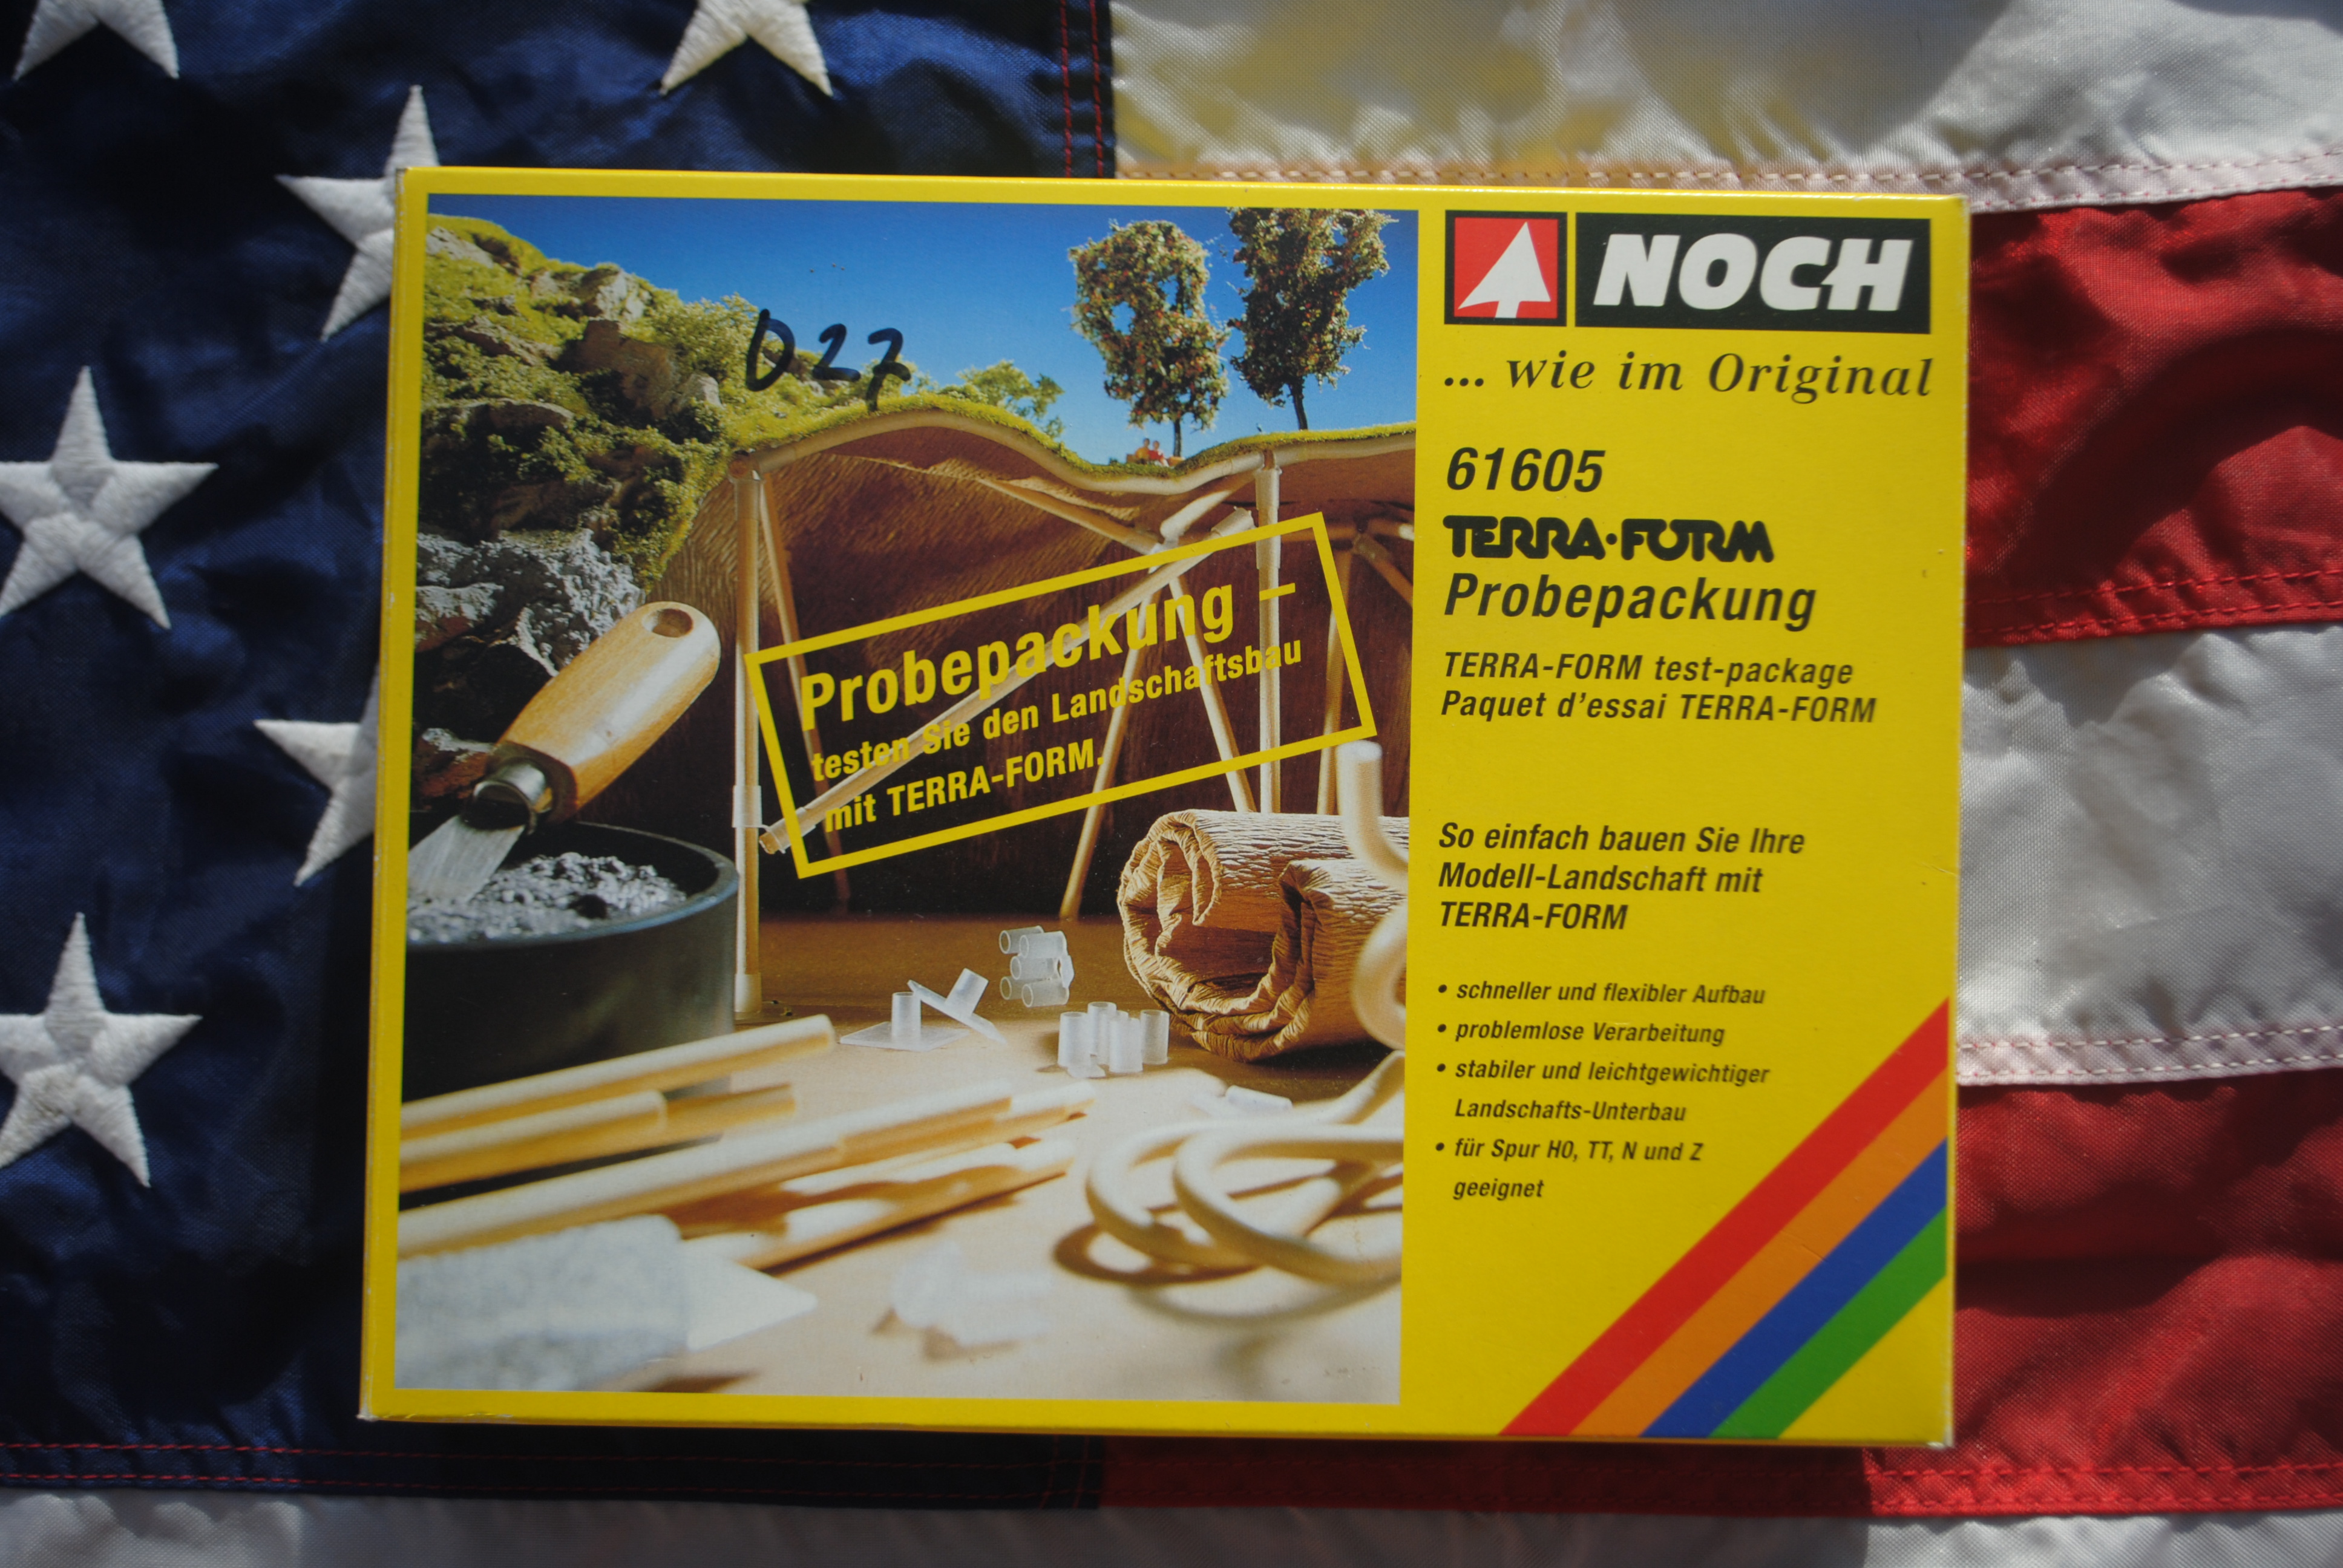 D27
Probepackung –
testen Sie den Landschaftsbau
mit TERRA-FORM.
NOCH
... wie im Original
61605
TERRA·FORM
Probepackung
TERRA-FORM test-package
Paquet d'essai TERRA-FORM
So einfach bauen Sie Ihre
Modell-Landschaft mit
TERRA-FORM
• schneller und flexibler Aufbau
• problemlose Verarbeitung
• stabiler und leichtgewichtiger
Landschafts-Unterbau
• für Spur H0, TT, N und Z
geeignet